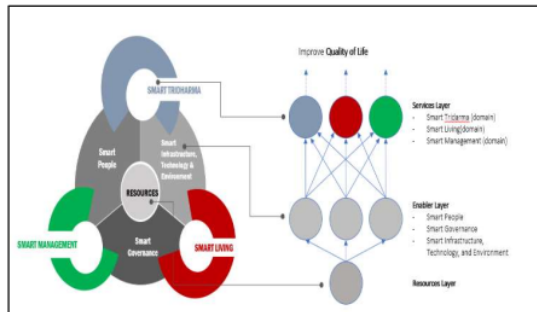 Improve Quality of Life
SMART TRIDHARMA
Smart
People
Smart
Infrastructure,
Technology &
Environment
RESOURCES
SMART MANAGEMENT
Smart
Governance
SMART LIVING
Services Layer
- Smart Tridarma (domain)
- Smart Living(domain)
- Smart Management (domain)
Enabler Layer
- Smart People
- Smart Governance
- Smart Infrastructure,
Technology, and Environment
Resources Layer